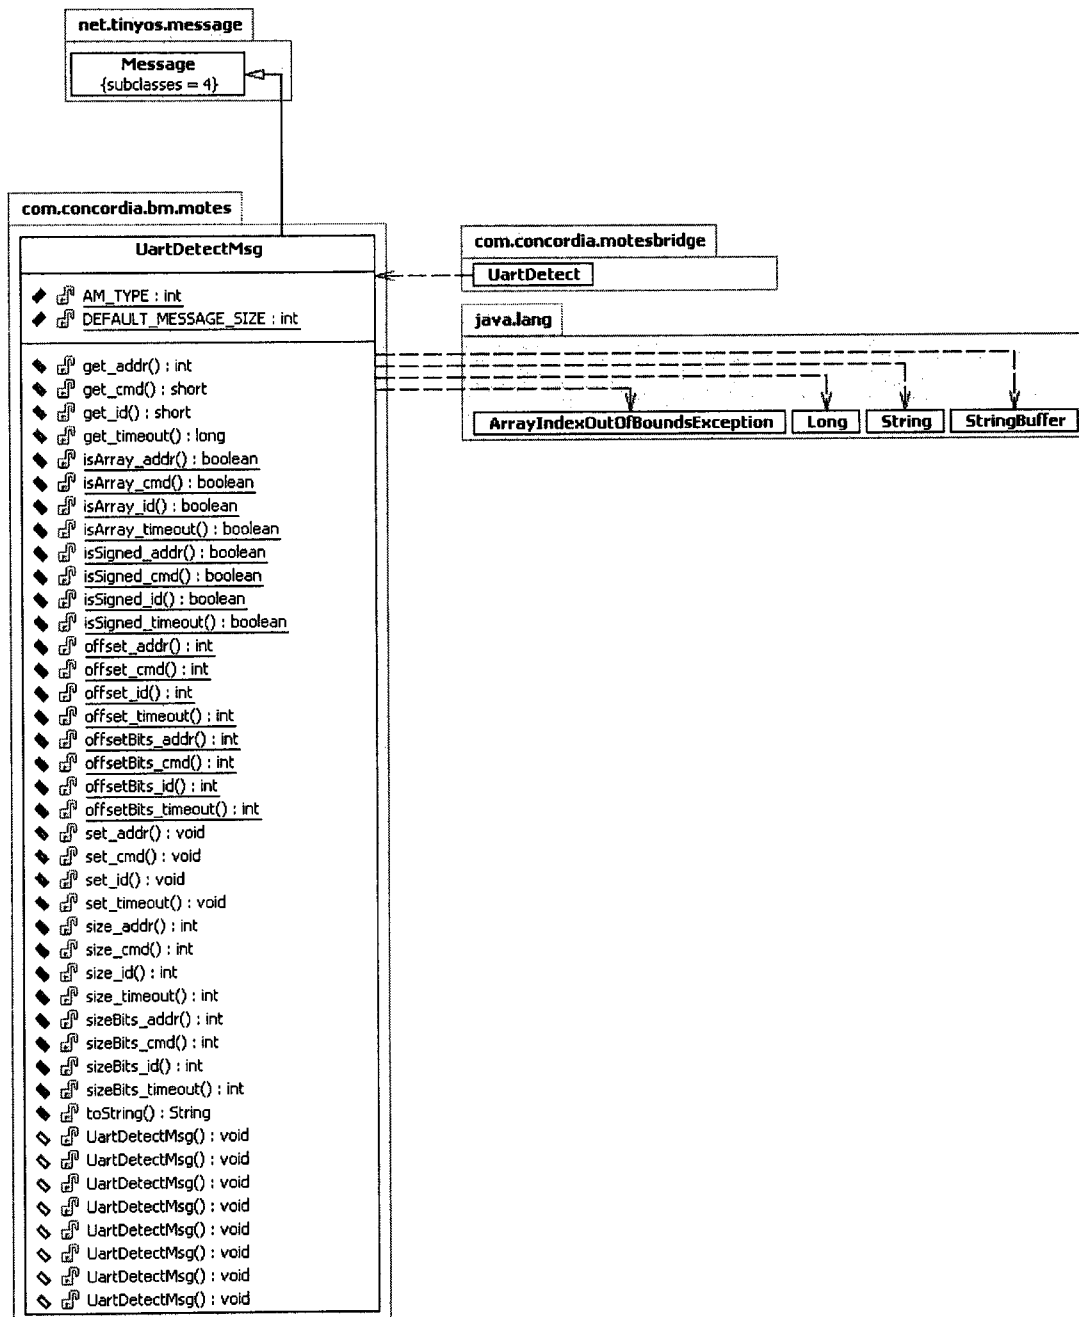 net.tinyos.message
Message
{subclasses = 4}
com.concordia.bm.motes
UartDetectMsg
AM_TYPE : int
DEFAULT_MESSAGE_SIZE : int
get_addr() : int
get_cmd() : short
get_id() : short
get_timeout() : long
isArray_addr() : boolean
isArray_cmd() : boolean
isArray_id() : boolean
isArray_timeout() : boolean
isSigned_addr() : boolean
isSigned_cmd() : boolean
isSigned_id() : boolean
isSigned_timeout() : boolean
offset_addr() : int
offset_cmd() : int
offset_id() : int
offset_timeout() : int
offsetBits_addr() : int
offsetBits_cmd() : int
offsetBits_id() : int
offsetBits_timeout() : int
set_addr() : void
set_cmd() : void
set_id() : void
set_timeout() : void
size_addr() : int
size_cmd() : int
size_id() : int
size_timeout() : int
sizeBits_addr() : int
sizeBits_cmd() : int
sizeBits_id() : int
sizeBits_timeout() : int
toString() : String
UartDetectMsg() : void
UartDetectMsg() : void
UartDetectMsg() : void
UartDetectMsg() : void
UartDetectMsg() : void
UartDetectMsg() : void
UartDetectMsg() : void
UartDetectMsg() : void
com.concordia.motesbridge
UartDetect
java.lang
ArrayIndexOutOfBoundsException Long String StringBuffer